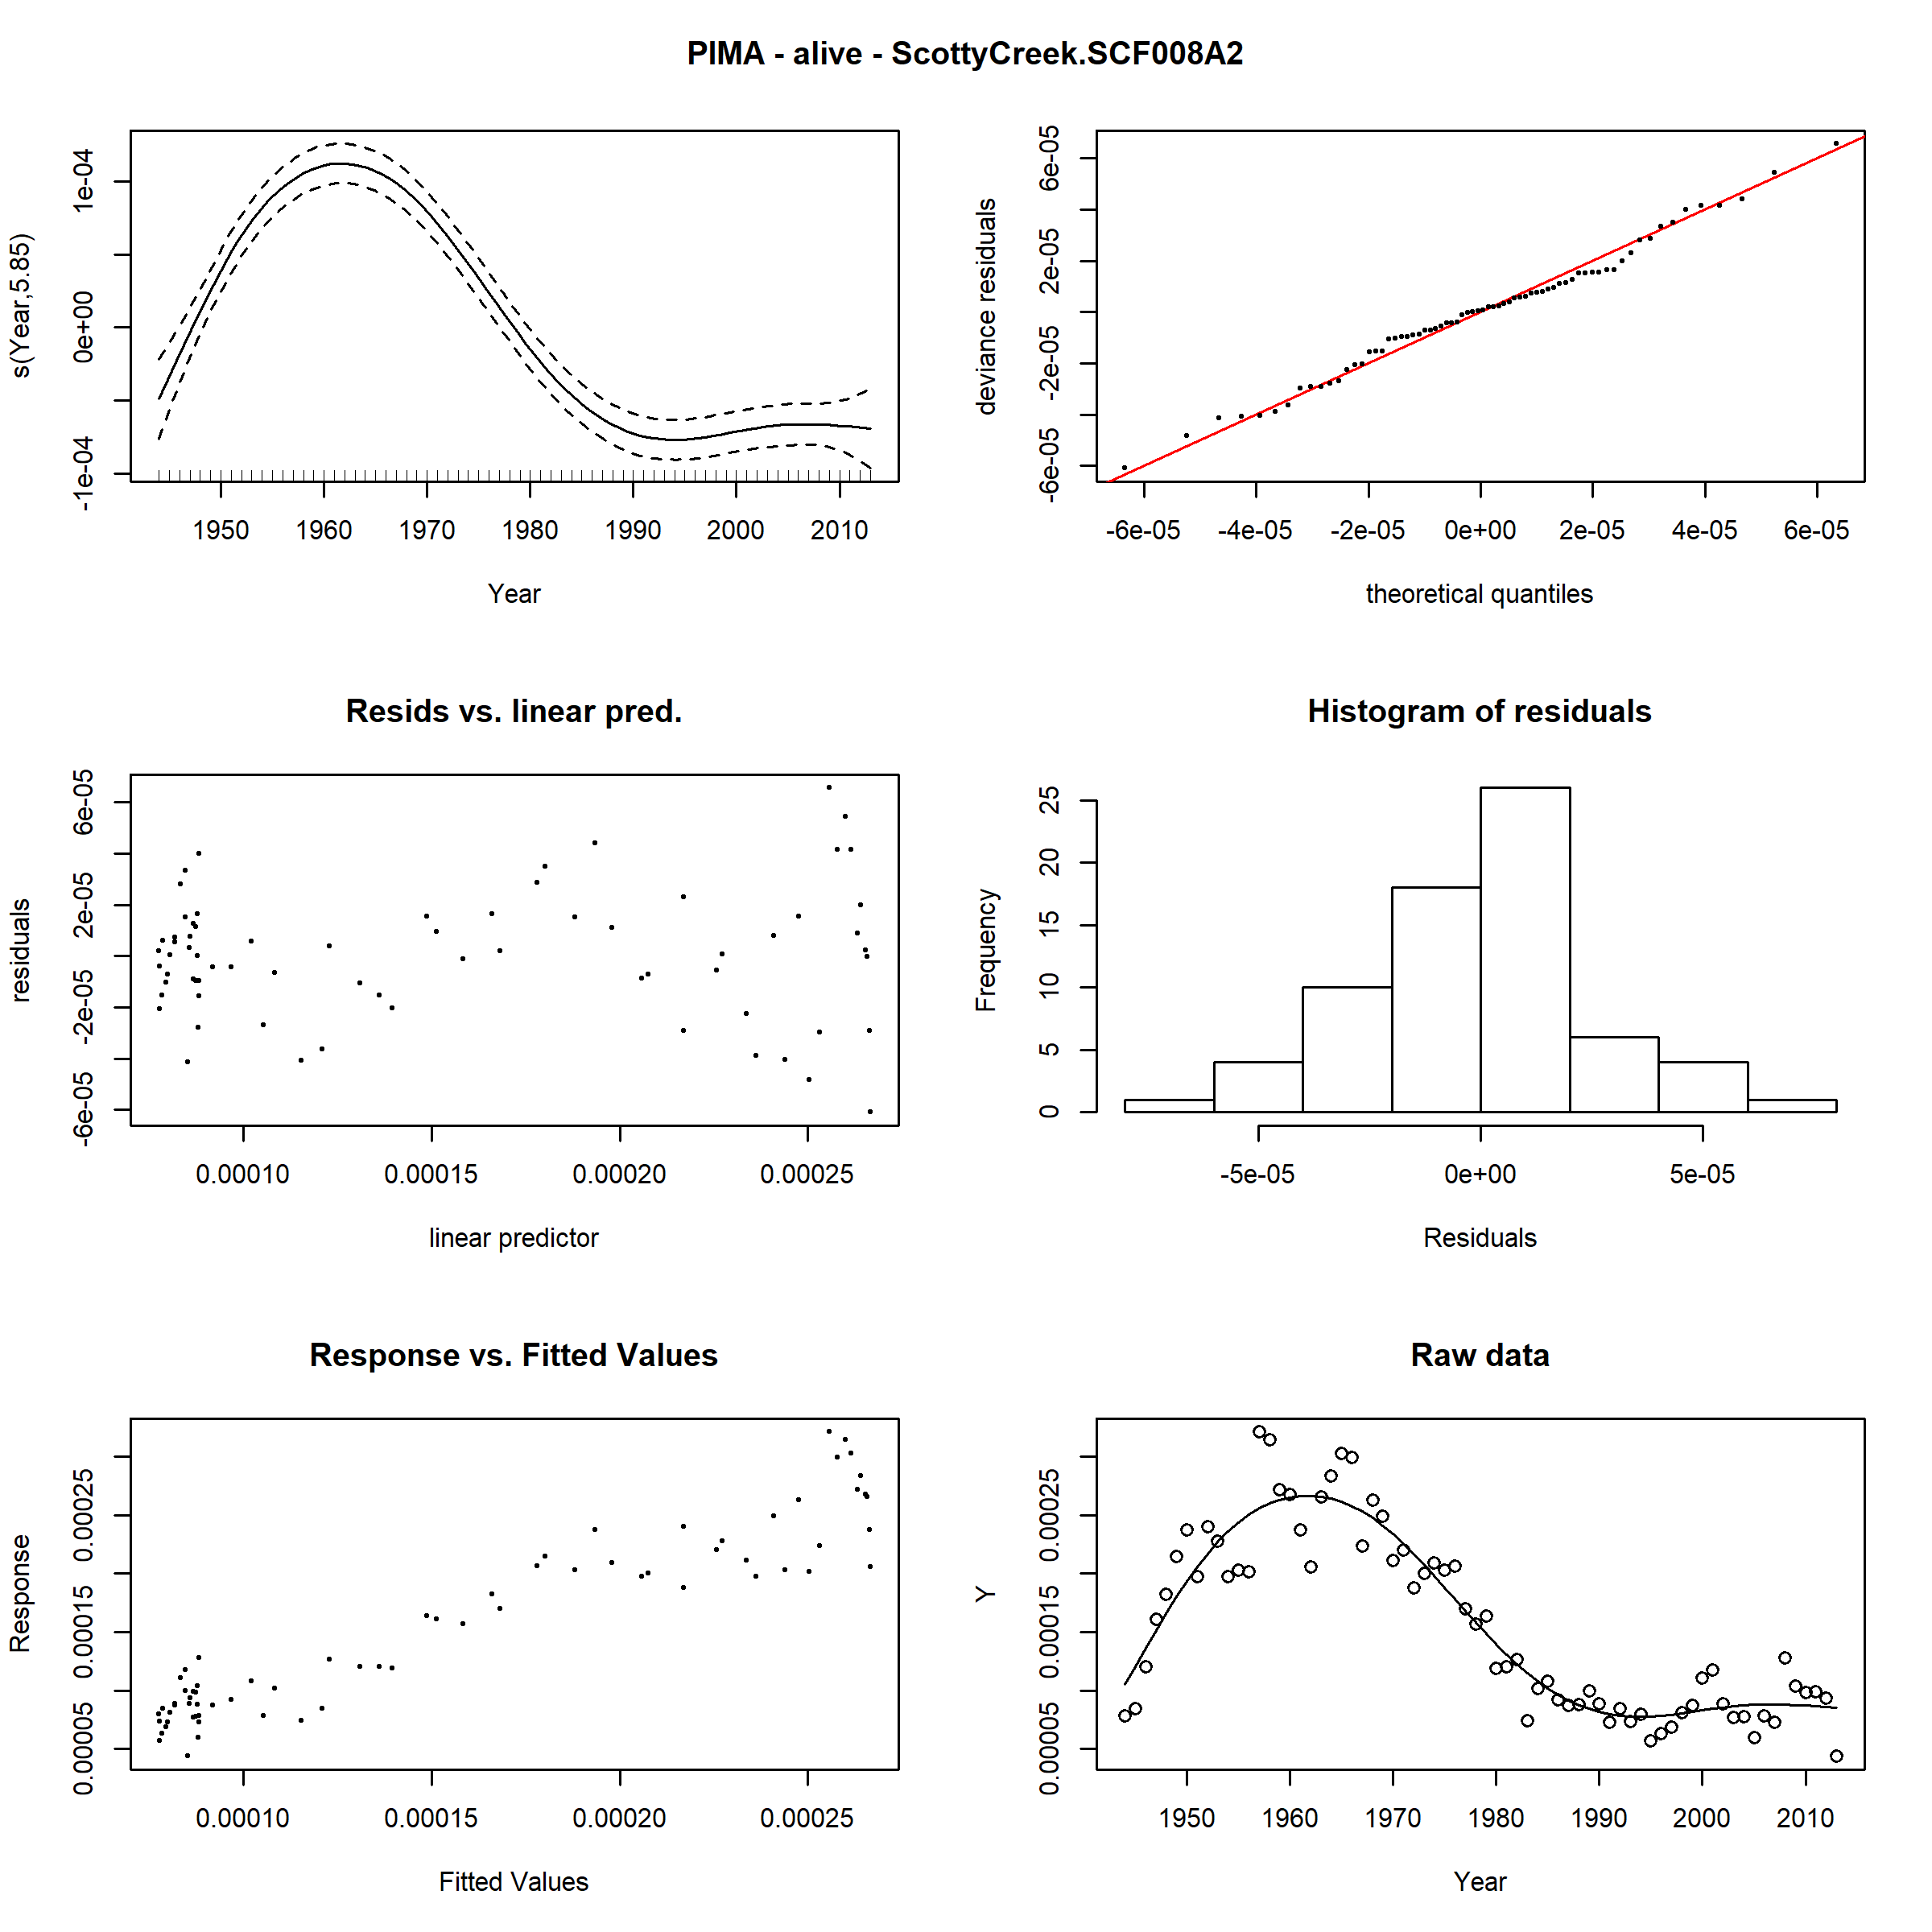 PIMA - alive - ScottyCreek.SCF008A2
s(Year,5.85)
1e-04
0e+00
-1e-04
1950 1960 1970 1980 1990 2000 2010
Year
deviance residuals
6e-05
2e-05
-2e-05
-6e-05
-6e-05 -4e-05 -2e-05 0e+00 2e-05 4e-05 6e-05
theoretical quantiles
Resids vs. linear pred.
residuals
6e-05
2e-05
-2e-05
-6e-05
0.00010 0.00015 0.00020 0.00025
linear predictor
Histogram of residuals
Frequency
25
20
15
10
5
0
-5e-05 0e+00 5e-05
Residuals
Response vs. Fitted Values
Response
0.00025
0.00015
0.00005
0.00010 0.00015 0.00020 0.00025
Fitted Values
Raw data
Y
0.00025
0.00015
0.00005
1950 1960 1970 1980 1990 2000 2010
Year